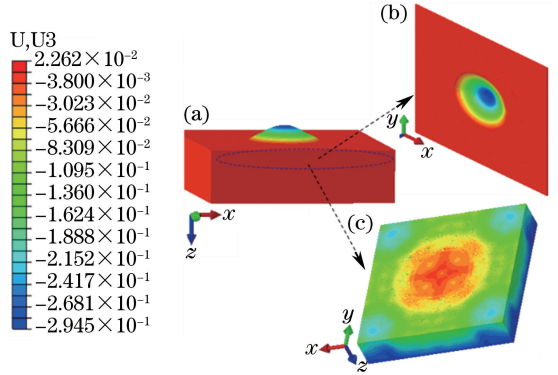 U,U3
2.262×10⁻²
−3.800×10⁻³
−3.023×10⁻²
−5.666×10⁻²
−8.309×10⁻²
−1.095×10⁻¹
−1.360×10⁻¹
−1.624×10⁻¹
−1.888×10⁻¹
−2.152×10⁻¹
−2.417×10⁻¹
−2.681×10⁻¹
−2.945×10⁻¹
(a)
x
z
(b)
y
x
(c)
y
x
z